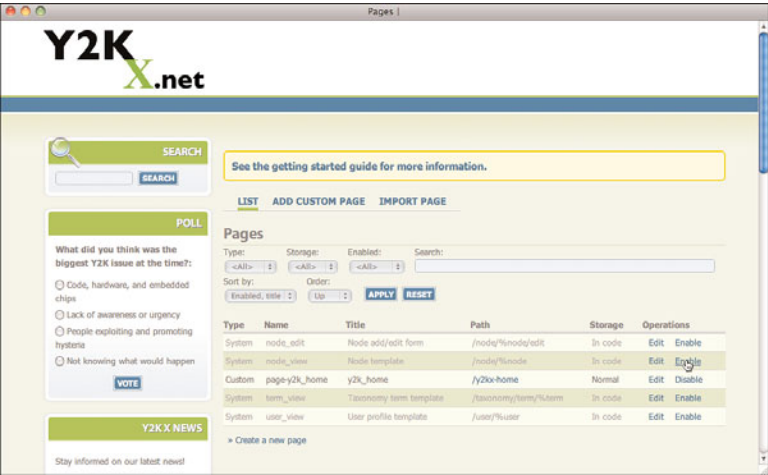 Pages |
Y2K
X.net
SEARCH
SEARCH
POLL
What did you think was the
biggest Y2K issue at the time?:
Code, hardware, and embedded
chips
Lack of awareness or urgency
People exploiting and promoting
hysteria
Not knowing what would happen
VOTE
Y2KX NEWS
Stay informed on our latest news!
See the getting started guide for more information.
LIST ADD CUSTOM PAGE IMPORT PAGE
Pages
Type: Storage: Enabled: Search:
<All> <All> <All>
Sort by: Order:
Enabled, title Up APPLY RESET
Type Name Title Path Storage Operations
System node_edit Node add/edit form /node/%node/edit In code Edit Enable
System node_view Node template /node/%node In code Edit Enable
Custom page-y2k_home y2k_home /y2kx-home Normal Edit Disable
System term_view Taxonomy term template /taxonomy/term/%term In code Edit Enable
System user_view User profile template /user/%user In code Edit Enable
» Create a new page